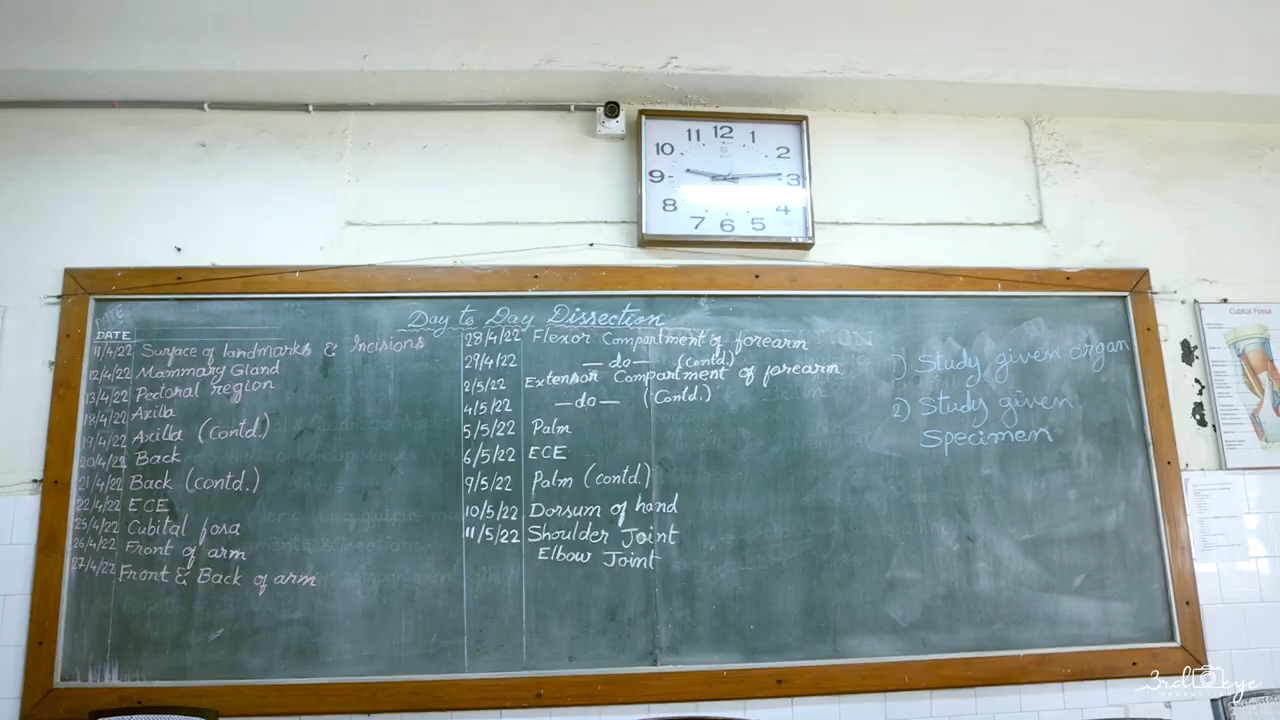 12
1
2
3
4
5
6
7
8
9
10
11
Day to Day Dissection
DATE
11/4/22 Surface of landmarks & Incisions
12/4/22 Mammary Gland
13/4/22 Pectoral region
18/4/22 Axilla
19/4/22 Axilla (contd.)
20/4/22 Back
21/4/22 Back (contd.)
22/4/22 ECE
25/4/22 Cubital fosa
26/4/22 Front of arm
27/4/22 Front & Back of arm
28/4/22 Flexor Compartment of forearm
29/4/22 —do— (contd)
2/5/22 Extensor Compartment of forearm
4/5/22 —do— (Contd.)
5/5/22 Palm
6/5/22 ECE
9/5/22 Palm (contd.)
10/5/22 Dorsum of hand
11/5/22 Shoulder Joint
Elbow Joint
1) Study given organ
2) Study given
Specimen
Cubital Fossa
3rd eye
PRODUCTION